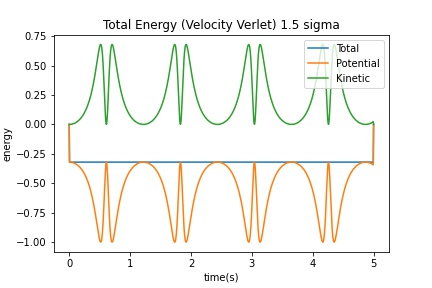 Total Energy (Velocity Verlet) 1.5 sigma
0.75
0.50
0.25
0.00
−0.25
−0.50
−0.75
−1.00
energy
Total
Potential
Kinetic
0 1 2 3 4 5
time(s)